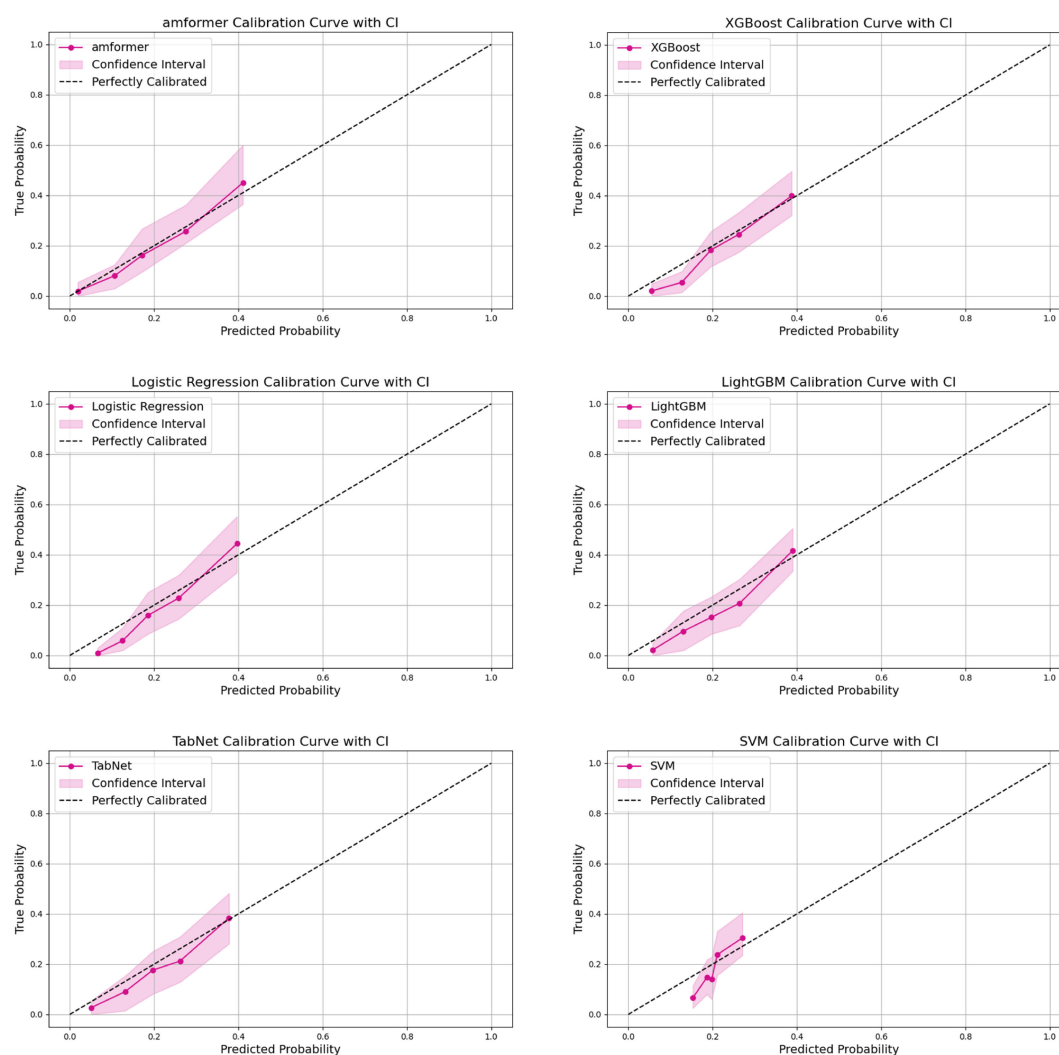 amformer Calibration Curve with CI
amformer
Confidence Interval
Perfectly Calibrated
True Probability
1.0
0.8
0.6
0.4
0.2
0.0
0.0 0.2 0.4 0.6 0.8 1.0
Predicted Probability
XGBoost Calibration Curve with CI
XGBoost
Confidence Interval
Perfectly Calibrated
True Probability
1.0
0.8
0.6
0.4
0.2
0.0
0.0 0.2 0.4 0.6 0.8 1.0
Predicted Probability
Logistic Regression Calibration Curve with CI
Logistic Regression
Confidence Interval
Perfectly Calibrated
True Probability
1.0
0.8
0.6
0.4
0.2
0.0
0.0 0.2 0.4 0.6 0.8 1.0
Predicted Probability
LightGBM Calibration Curve with CI
LightGBM
Confidence Interval
Perfectly Calibrated
True Probability
1.0
0.8
0.6
0.4
0.2
0.0
0.0 0.2 0.4 0.6 0.8 1.0
Predicted Probability
TabNet Calibration Curve with CI
TabNet
Confidence Interval
Perfectly Calibrated
True Probability
1.0
0.8
0.6
0.4
0.2
0.0
0.0 0.2 0.4 0.6 0.8 1.0
Predicted Probability
SVM Calibration Curve with CI
SVM
Confidence Interval
Perfectly Calibrated
True Probability
1.0
0.8
0.6
0.4
0.2
0.0
0.0 0.2 0.4 0.6 0.8 1.0
Predicted Probability